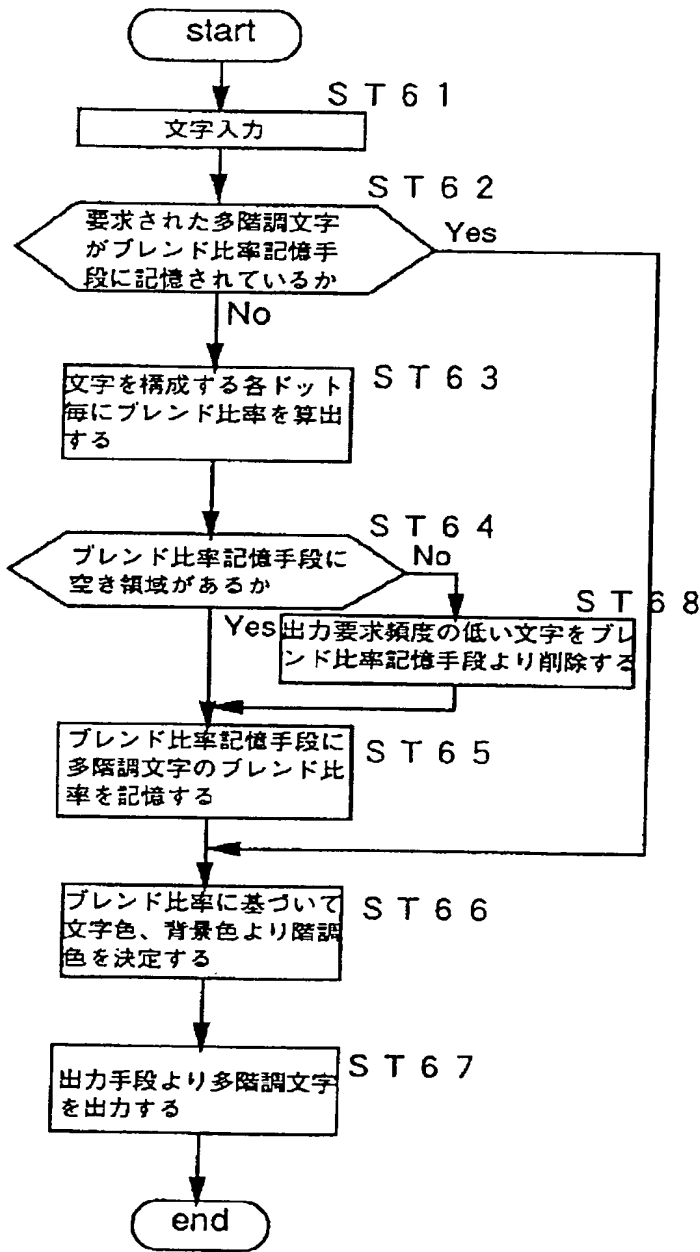 start
ST61
文字入力
ST62
要求された多階調文字
がブレンド比率記憶手
段に記憶されているか
Yes
No
ST63
文字を構成する各ドット
毎にブレンド比率を算出
する
ST64
ブレンド比率記憶手段に
空き領域があるか
No
ST68
Yes
出力要求頻度の低い文字をブレ
ンド比率記憶手段より削除する
ブレンド比率記憶手段に
多階調文字のブレンド比
率を記憶する
ST65
ブレンド比率に基づいて
文字色、背景色より階調
色を決定する
ST66
出力手段より多階調文字
を出力する
ST67
end